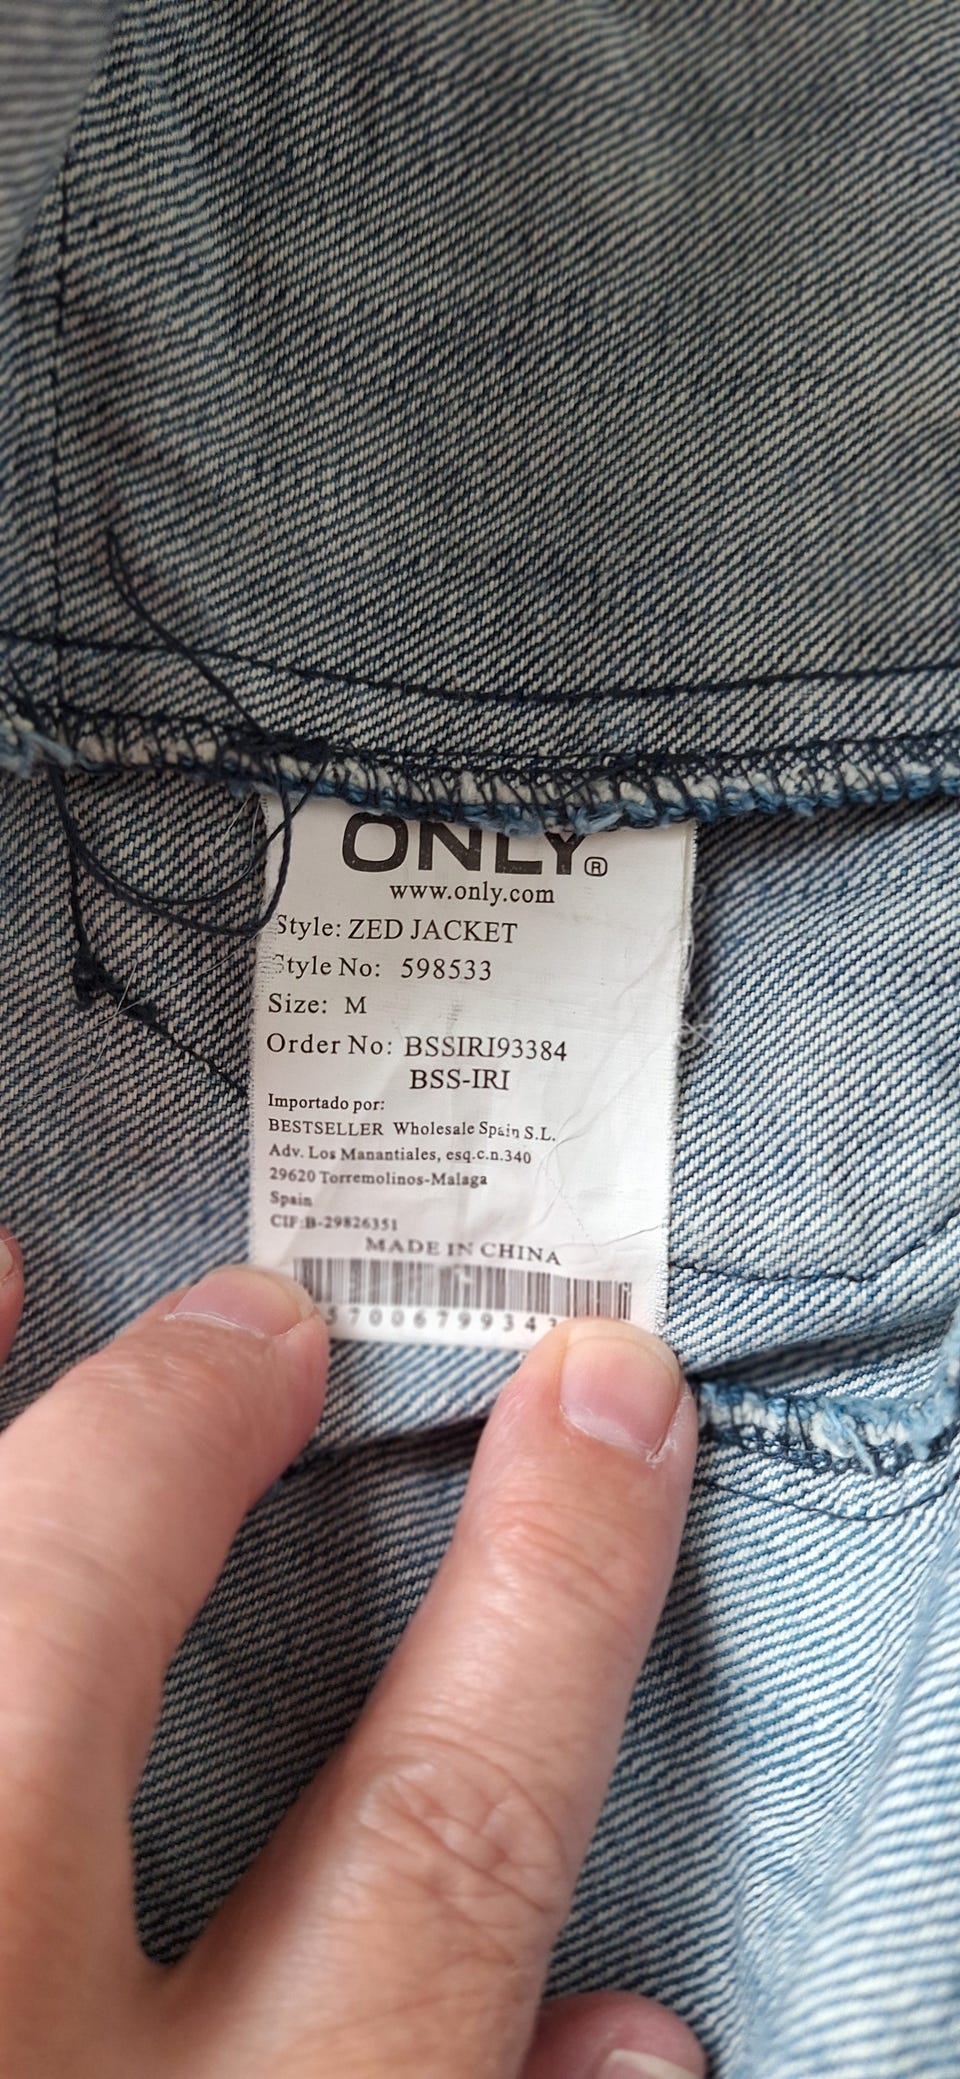 ONLY®
www.only.com
Style: ZED JACKET
Style No: 598533
Size: M
Order No: BSSIRI93384
BSS-IRI
Importado por:
BESTSELLER Wholesale Spain S.L.
Adv. Los Manantiales, esq.c.n.340
29620 Torremolinos-Malaga
Spain
CIF:B-29826351
MADE IN CHINA